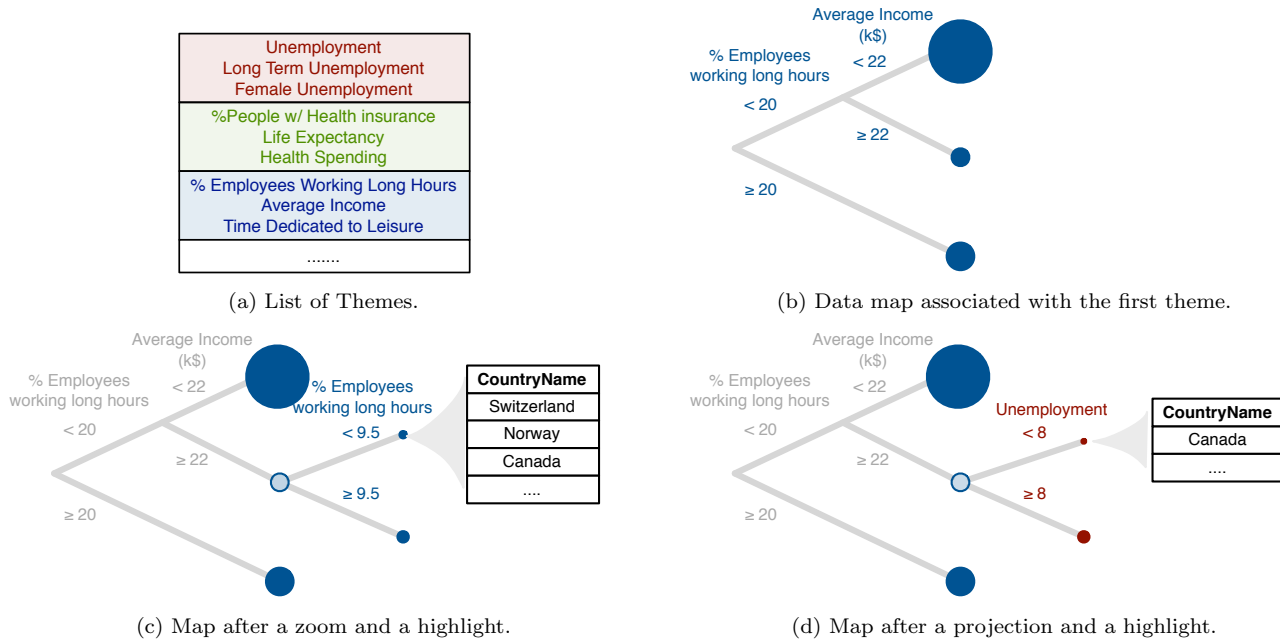 Unemployment
Long Term Unemployment
Female Unemployment
%People w/ Health insurance
Life Expectancy
Health Spending
% Employees Working Long Hours
Average Income
Time Dedicated to Leisure
.......
(a) List of Themes.
Average Income
(k$)
% Employees
working long hours
< 22
< 20
≥ 22
≥ 20
(b) Data map associated with the first theme.
Average Income
(k$)
% Employees
working long hours
< 22
< 20
≥ 22
≥ 20
% Employees
working long hours
< 9.5
≥ 9.5
CountryName
Switzerland
Norway
Canada
....
(c) Map after a zoom and a highlight.
Average Income
(k$)
% Employees
working long hours
< 22
< 20
≥ 22
≥ 20
Unemployment
< 8
≥ 8
CountryName
Canada
....
(d) Map after a projection and a highlight.